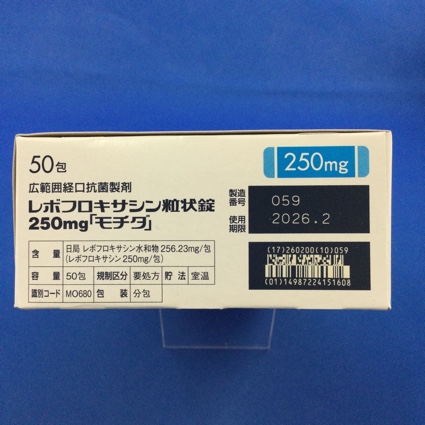 50包
250mg
広範囲経口抗菌製剤
レボフロキサシン粒状錠
250mg「モチダ」
製造番号 059
使用期限 2026.2
含量 日局 レボフロキサシン水和物 256.23mg/包
(レボフロキサシン 250mg/包)
容量 50包 規制区分 要処方 貯法 室温
識別コード MO680 包装 分包
(17)260200(10)059
(01)14987224151608